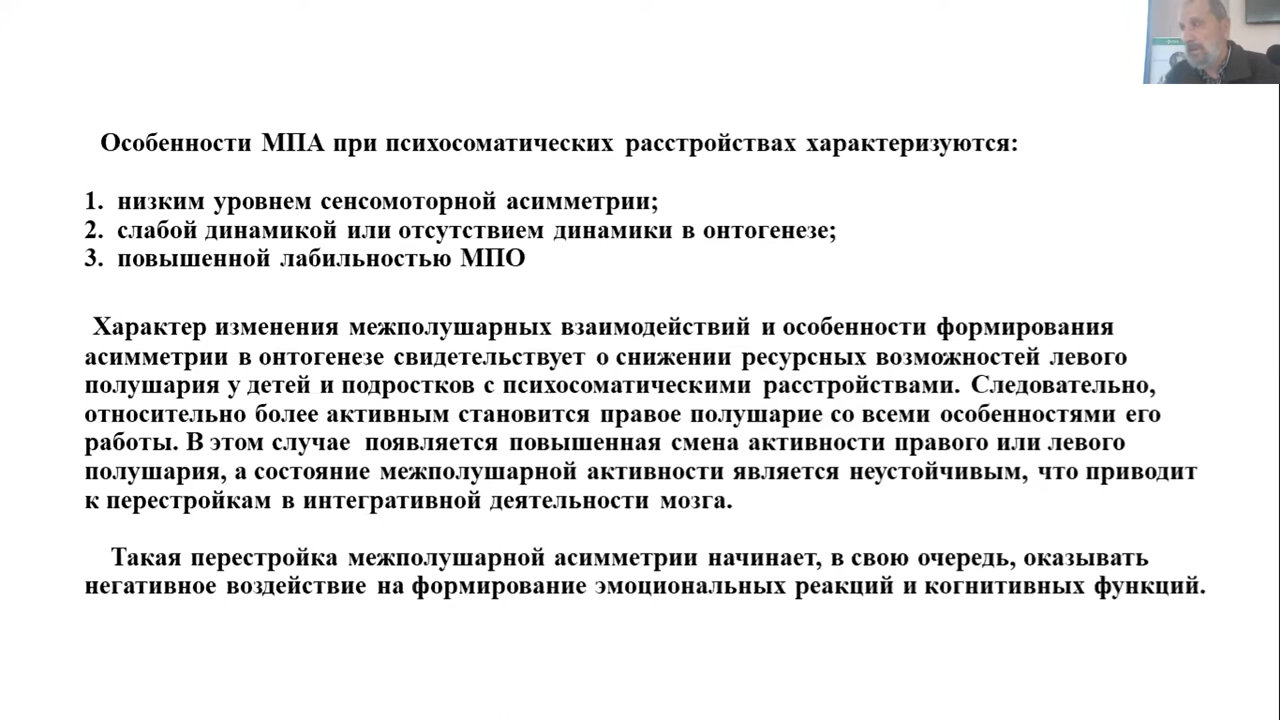 Особенности МПА при психосоматических расстройствах характеризуются:
1. низким уровнем сенсомоторной асимметрии;
2. слабой динамикой или отсутствием динамики в онтогенезе;
3. повышенной лабильностью МПО
Характер изменения межполушарных взаимодействий и особенности формирования
асимметрии в онтогенезе свидетельствует о снижении ресурсных возможностей левого
полушария у детей и подростков с психосоматическими расстройствами. Следовательно,
относительно более активным становится правое полушарие со всеми особенностями его
работы. В этом случае появляется повышенная смена активности правого или левого
полушария, а состояние межполушарной активности является неустойчивым, что приводит
к перестройкам в интегративной деятельности мозга.
Такая перестройка межполушарной асимметрии начинает, в свою очередь, оказывать
негативное воздействие на формирование эмоциональных реакций и когнитивных функций.